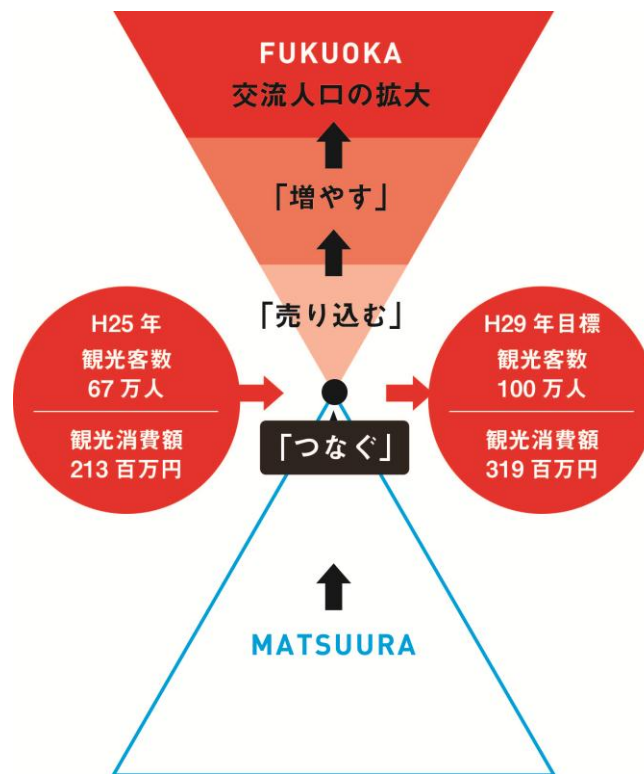 FUKUOKA
交流人口の拡大
「増やす」
「売り込む」
H25 年
観光客数
67 万人
観光消費額
213 百万円
H29 年目標
観光客数
100 万人
観光消費額
319 百万円
「つなぐ」
MATSUURA